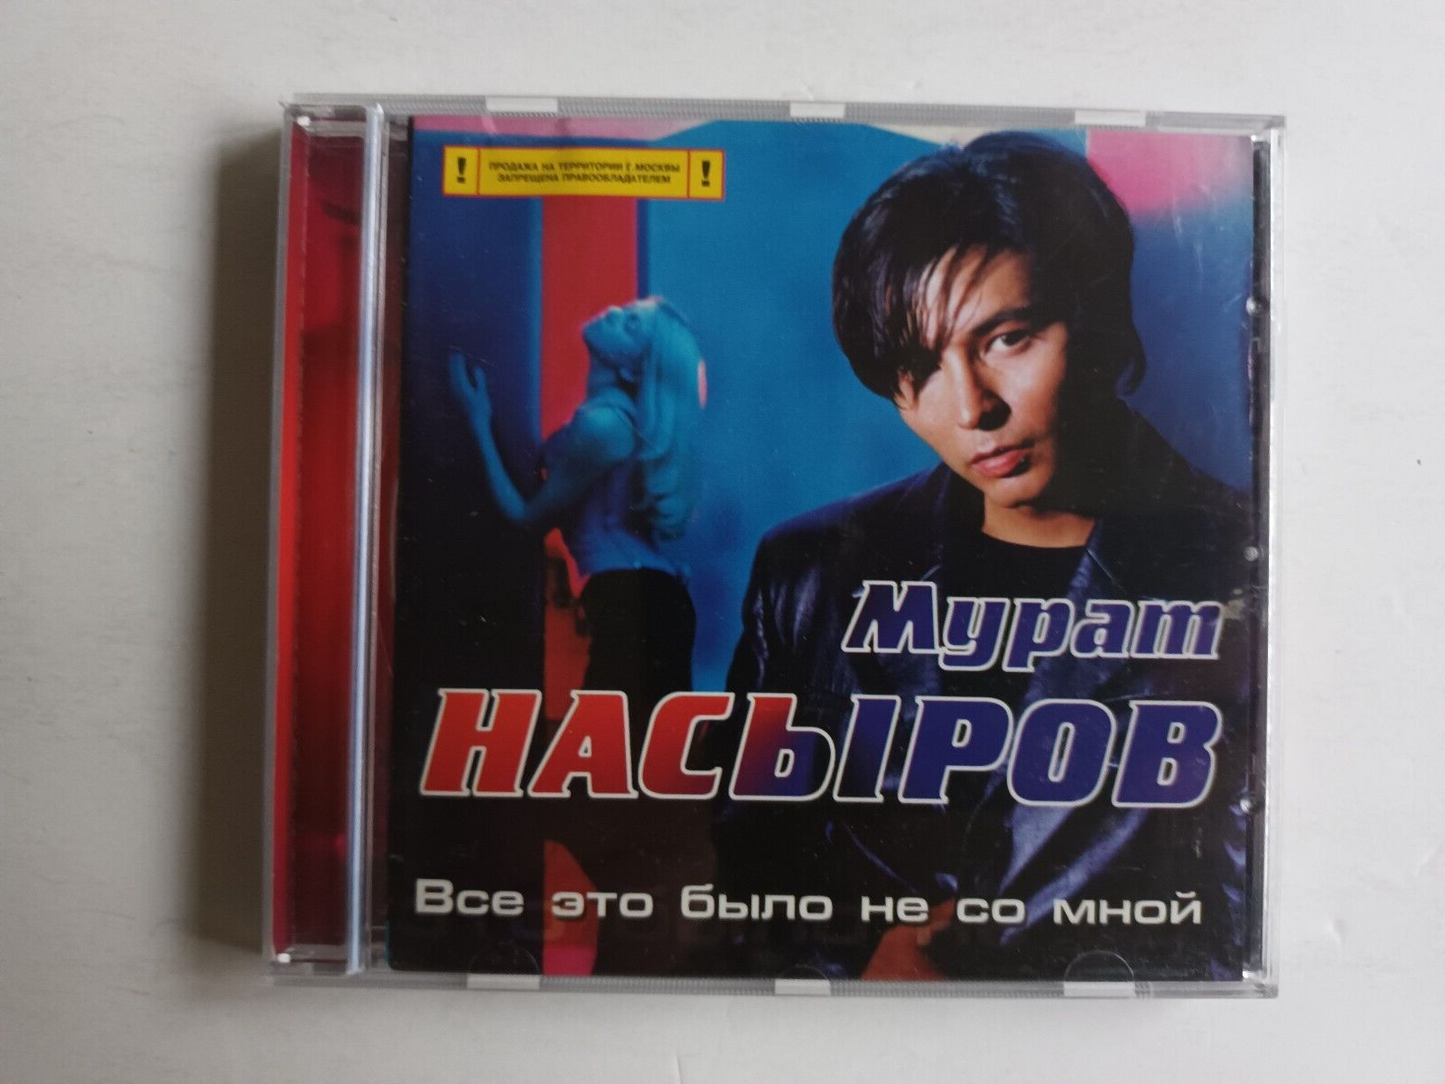 ! ПРОДАЖА НА ТЕРРИТОРИИ Г. МОСКВЫ !
ЗАПРЕЩЕНА ПРАВООБЛАДАТЕЛЕМ
Мурат
НАСЫРОВ
Все это было не со мной